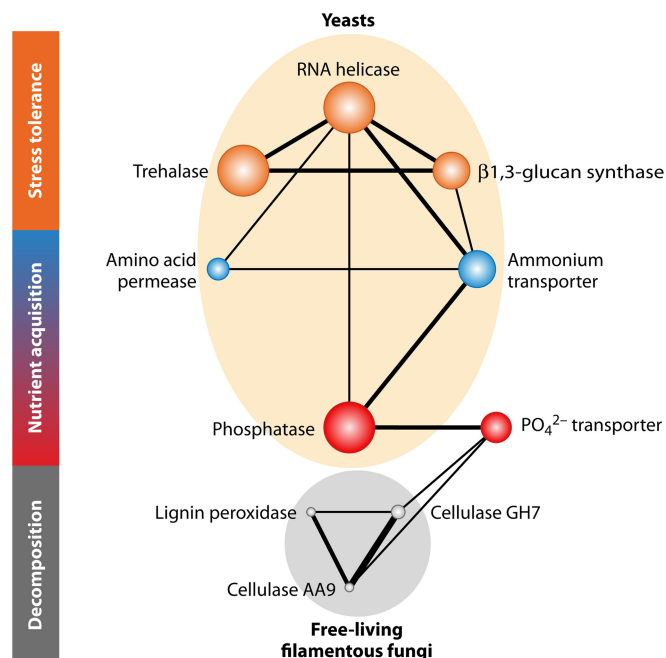 Yeasts
RNA helicase
Trehalase
β1,3-glucan synthase
Amino acid
permease
Ammonium
transporter
Phosphatase
PO₄²⁻ transporter
Lignin peroxidase
Cellulase GH7
Cellulase AA9
Free-living
filamentous fungi
Stress tolerance
Nutrient acquisition
Decomposition